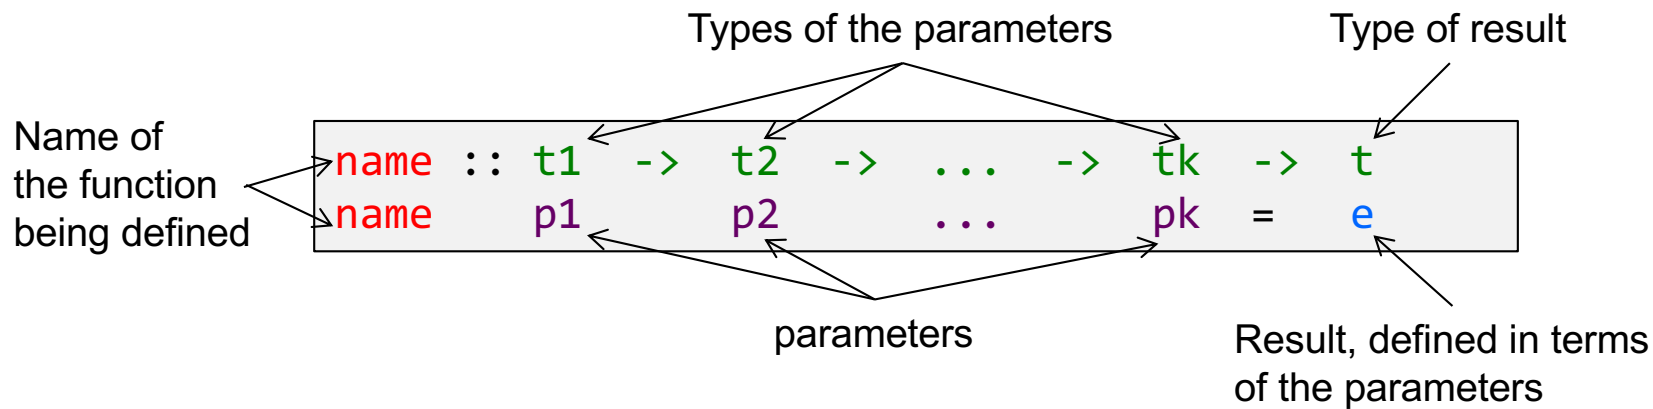 Types of the parameters
Type of result
Name of
the function
being defined
name :: t1 -> t2 -> ... -> tk -> t
name p1 p2 ... pk = e
parameters
Result, defined in terms
of the parameters